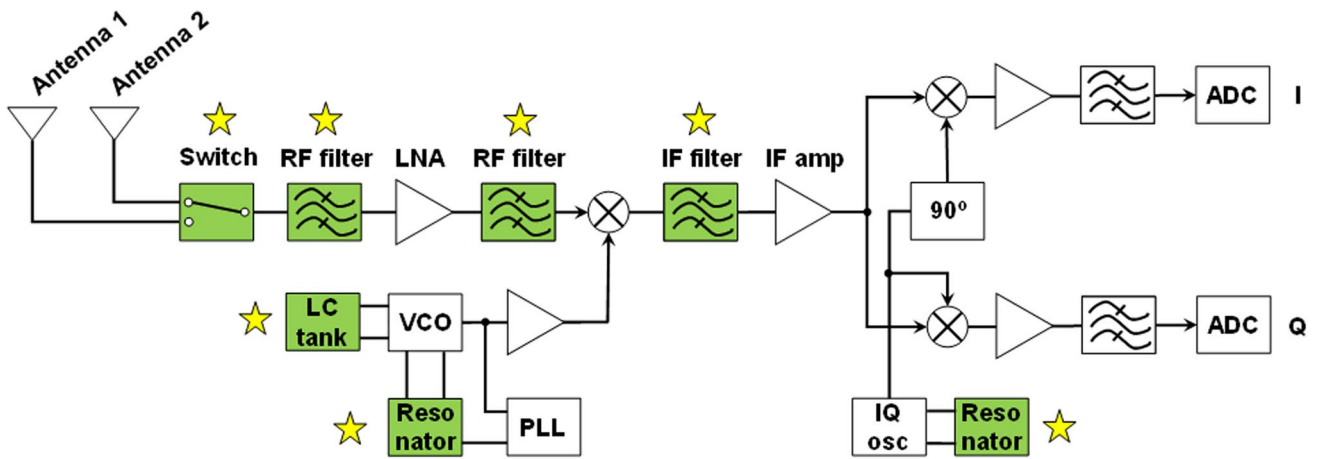 Antenna 1
Antenna 2
Switch
RF filter
LNA
RF filter
IF filter
IF amp
ADC
I
90º
LC
tank
VCO
ADC
Q
Reso
nator
PLL
IQ
osc
Reso
nator